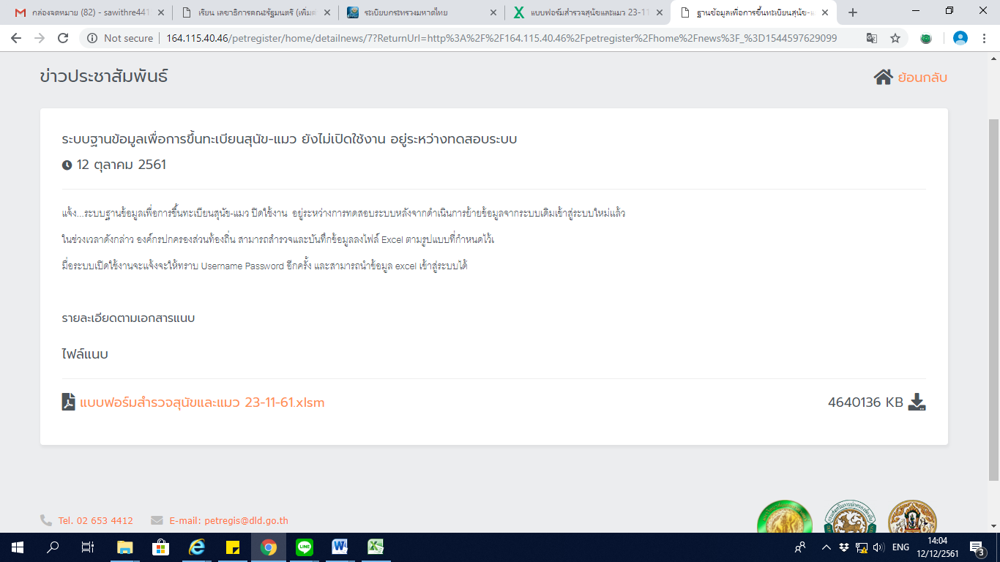 กล่องจดหมาย (82) - sawithre441
เรียน เลขาธิการคณะรัฐมนตรี (เพิ่มเ
ระเบียบกระทรวงมหาดไทย
แบบฟอร์มสำรวจสุนัขและแมว 23-11
ฐานข้อมูลเพื่อการขึ้นทะเบียนสุนัข-แ
Not secure
164.115.40.46/petregister/home/detailnews/7?ReturnUrl=http%3A%2F%2F164.115.40.46%2Fpetregister%2Fhome%2Fnews%3F_%3D1544597629099
ข่าวประชาสัมพันธ์
ย้อนกลับ
ระบบฐานข้อมูลเพื่อการขึ้นทะเบียนสุนัข-แมว ยังไม่เปิดใช้งาน อยู่ระหว่างทดสอบระบบ
12 ตุลาคม 2561
แจ้ง...ระบบฐานข้อมูลเพื่อการขึ้นทะเบียนสุนัข-แมว ปิดใช้งาน อยู่ระหว่างการทดสอบระบบหลังจากดำเนินการย้ายข้อมูลจากระบบเดิมเข้าสู่ระบบใหม่แล้ว
ในช่วงเวลาดังกล่าว องค์กรปกครองส่วนท้องถิ่น สามารถสำรวจและบันทึกข้อมูลลงไฟล์ Excel ตามรูปแบบที่กำหนดไว้เ
มื่อระบบเปิดใช้งานจะแจ้งจะให้ทราบ Username Password อีกครั้ง และสามารถนำข้อมูล excel เข้าสู่ระบบได้
รายละเอียดตามเอกสารแนบ
ไฟล์แนบ
แบบฟอร์มสำรวจสุนัขและแมว 23-11-61.xlsm
4640136 KB
Tel. 02 653 4412
E-mail: petregis@dld.go.th
ENG
14:04
12/12/2561
3